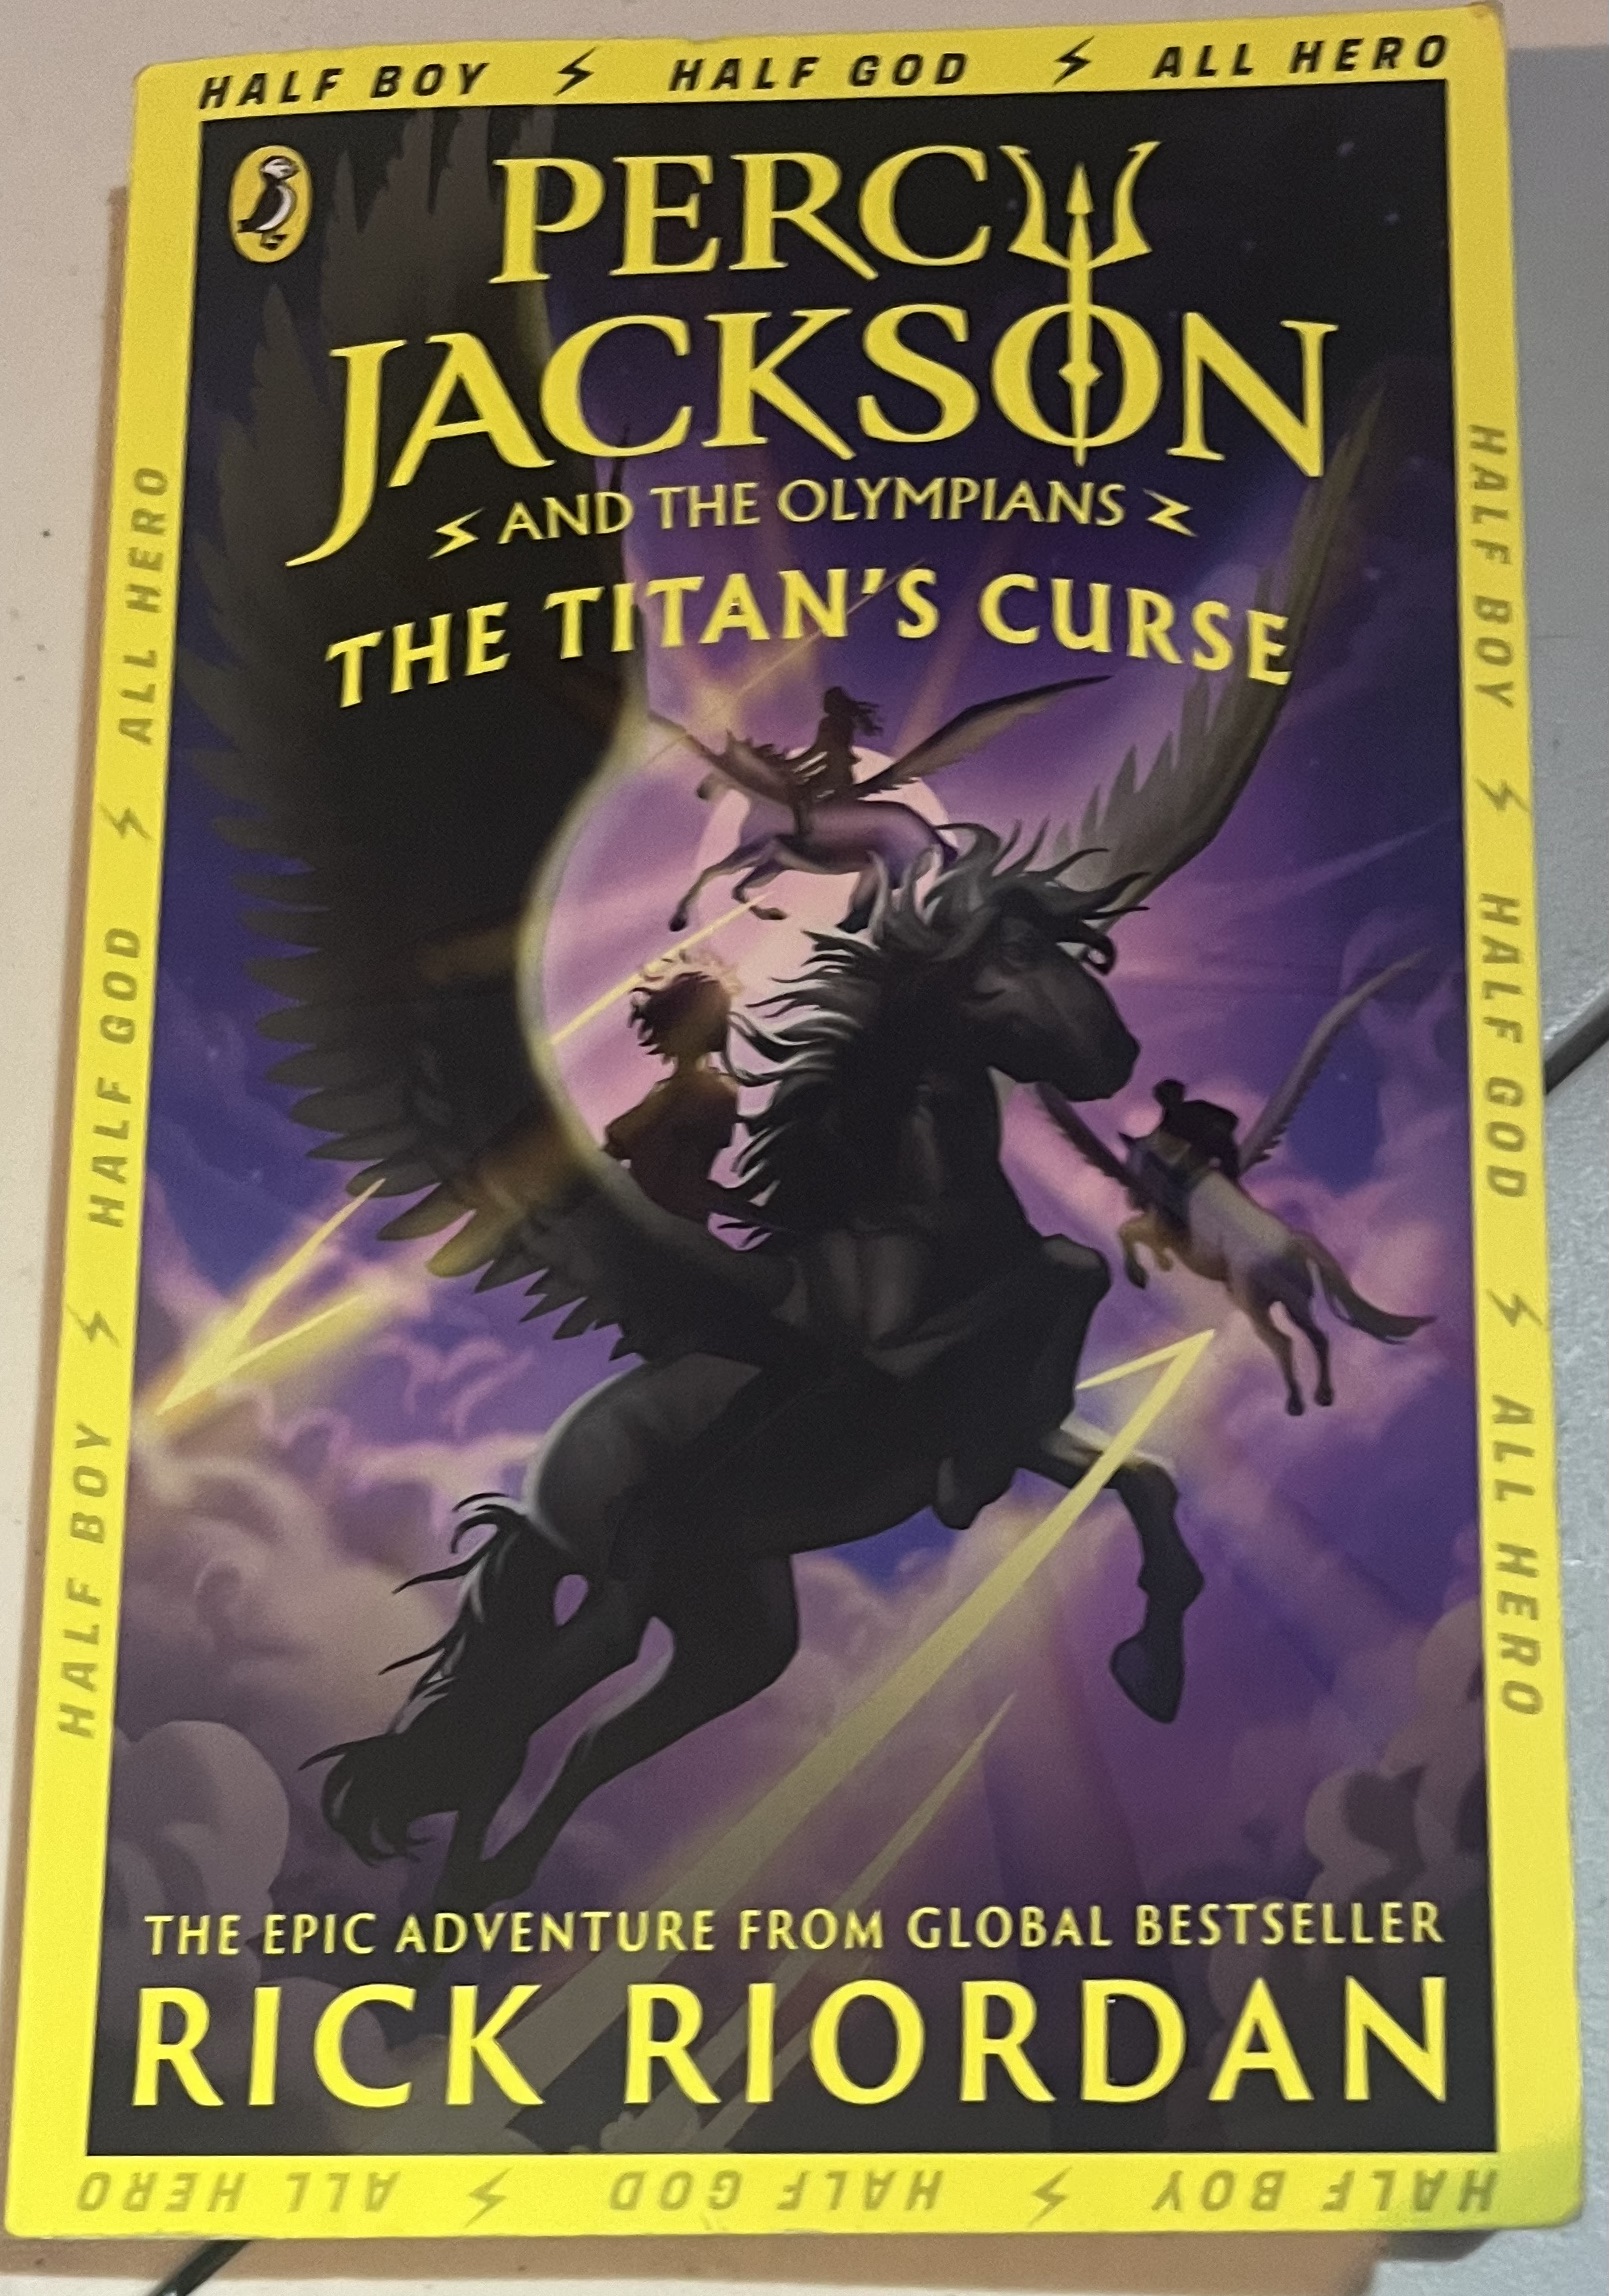 HALF BOY HALF GOD ALL HERO
PERCY
JACKSON
AND THE OLYMPIANS
THE TITAN'S CURSE
THE EPIC ADVENTURE FROM GLOBAL BESTSELLER
RICK RIORDAN
HALF BOY HALF GOD ALL HERO
HALF BOY HALF GOD ALL HERO
HALF BOY HALF GOD ALL HERO